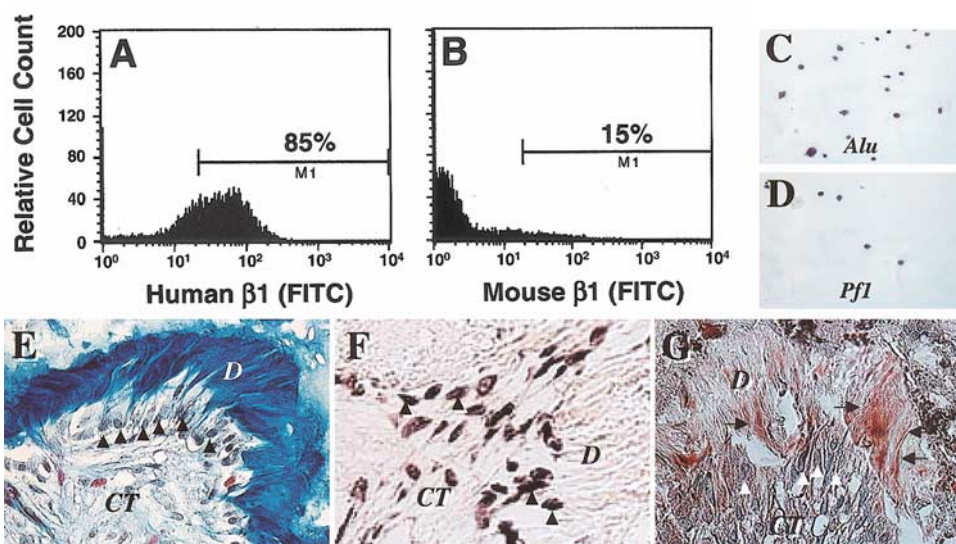 Relative Cell Count
200
160
120
80
40
0
A
85%
M1
10⁰ 10¹ 10² 10³ 10⁴
Human β1 (FITC)
B
15%
M1
10⁰ 10¹ 10² 10³ 10⁴
Mouse β1 (FITC)
C
Alu
D
Pf1
E
D
CT
F
D
CT
G
D
CT